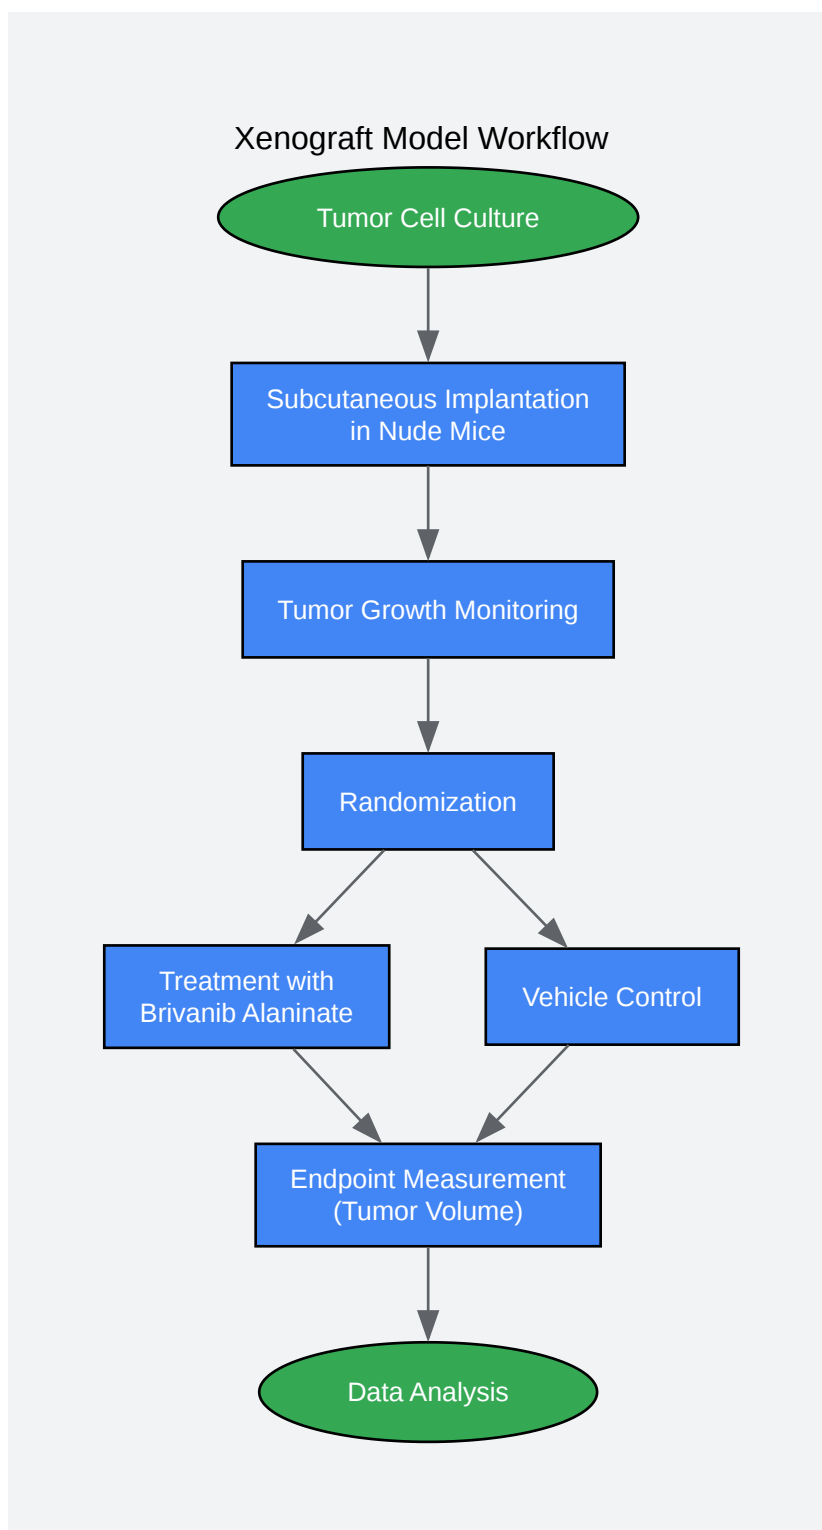 Xenograft Model Workflow
Tumor Cell Culture
Subcutaneous Implantation
in Nude Mice
Tumor Growth Monitoring
Randomization
Treatment with
Brivanib Alaninate
Vehicle Control
Endpoint Measurement
(Tumor Volume)
Data Analysis